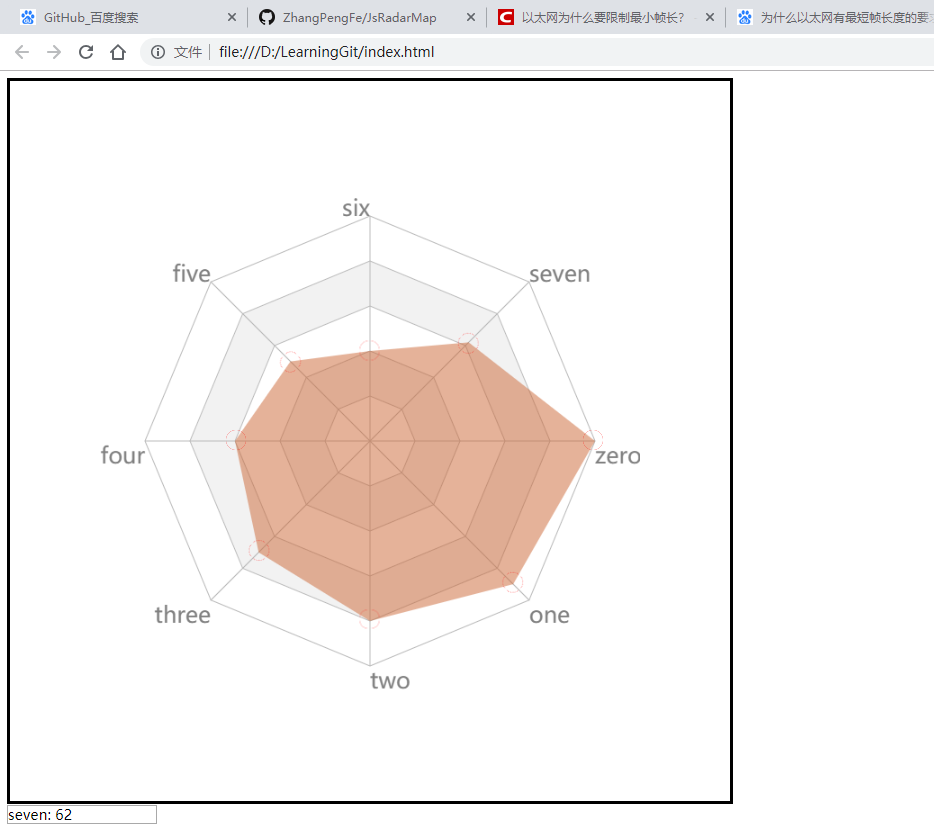 GitHub_百度搜索
ZhangPengFe/JsRadarMap
以太网为什么要限制最小帧长?
为什么以太网有最短帧长度的要
文件
file:///D:/LearningGit/index.html
six
five
seven
four
zero
three
one
two
seven: 62